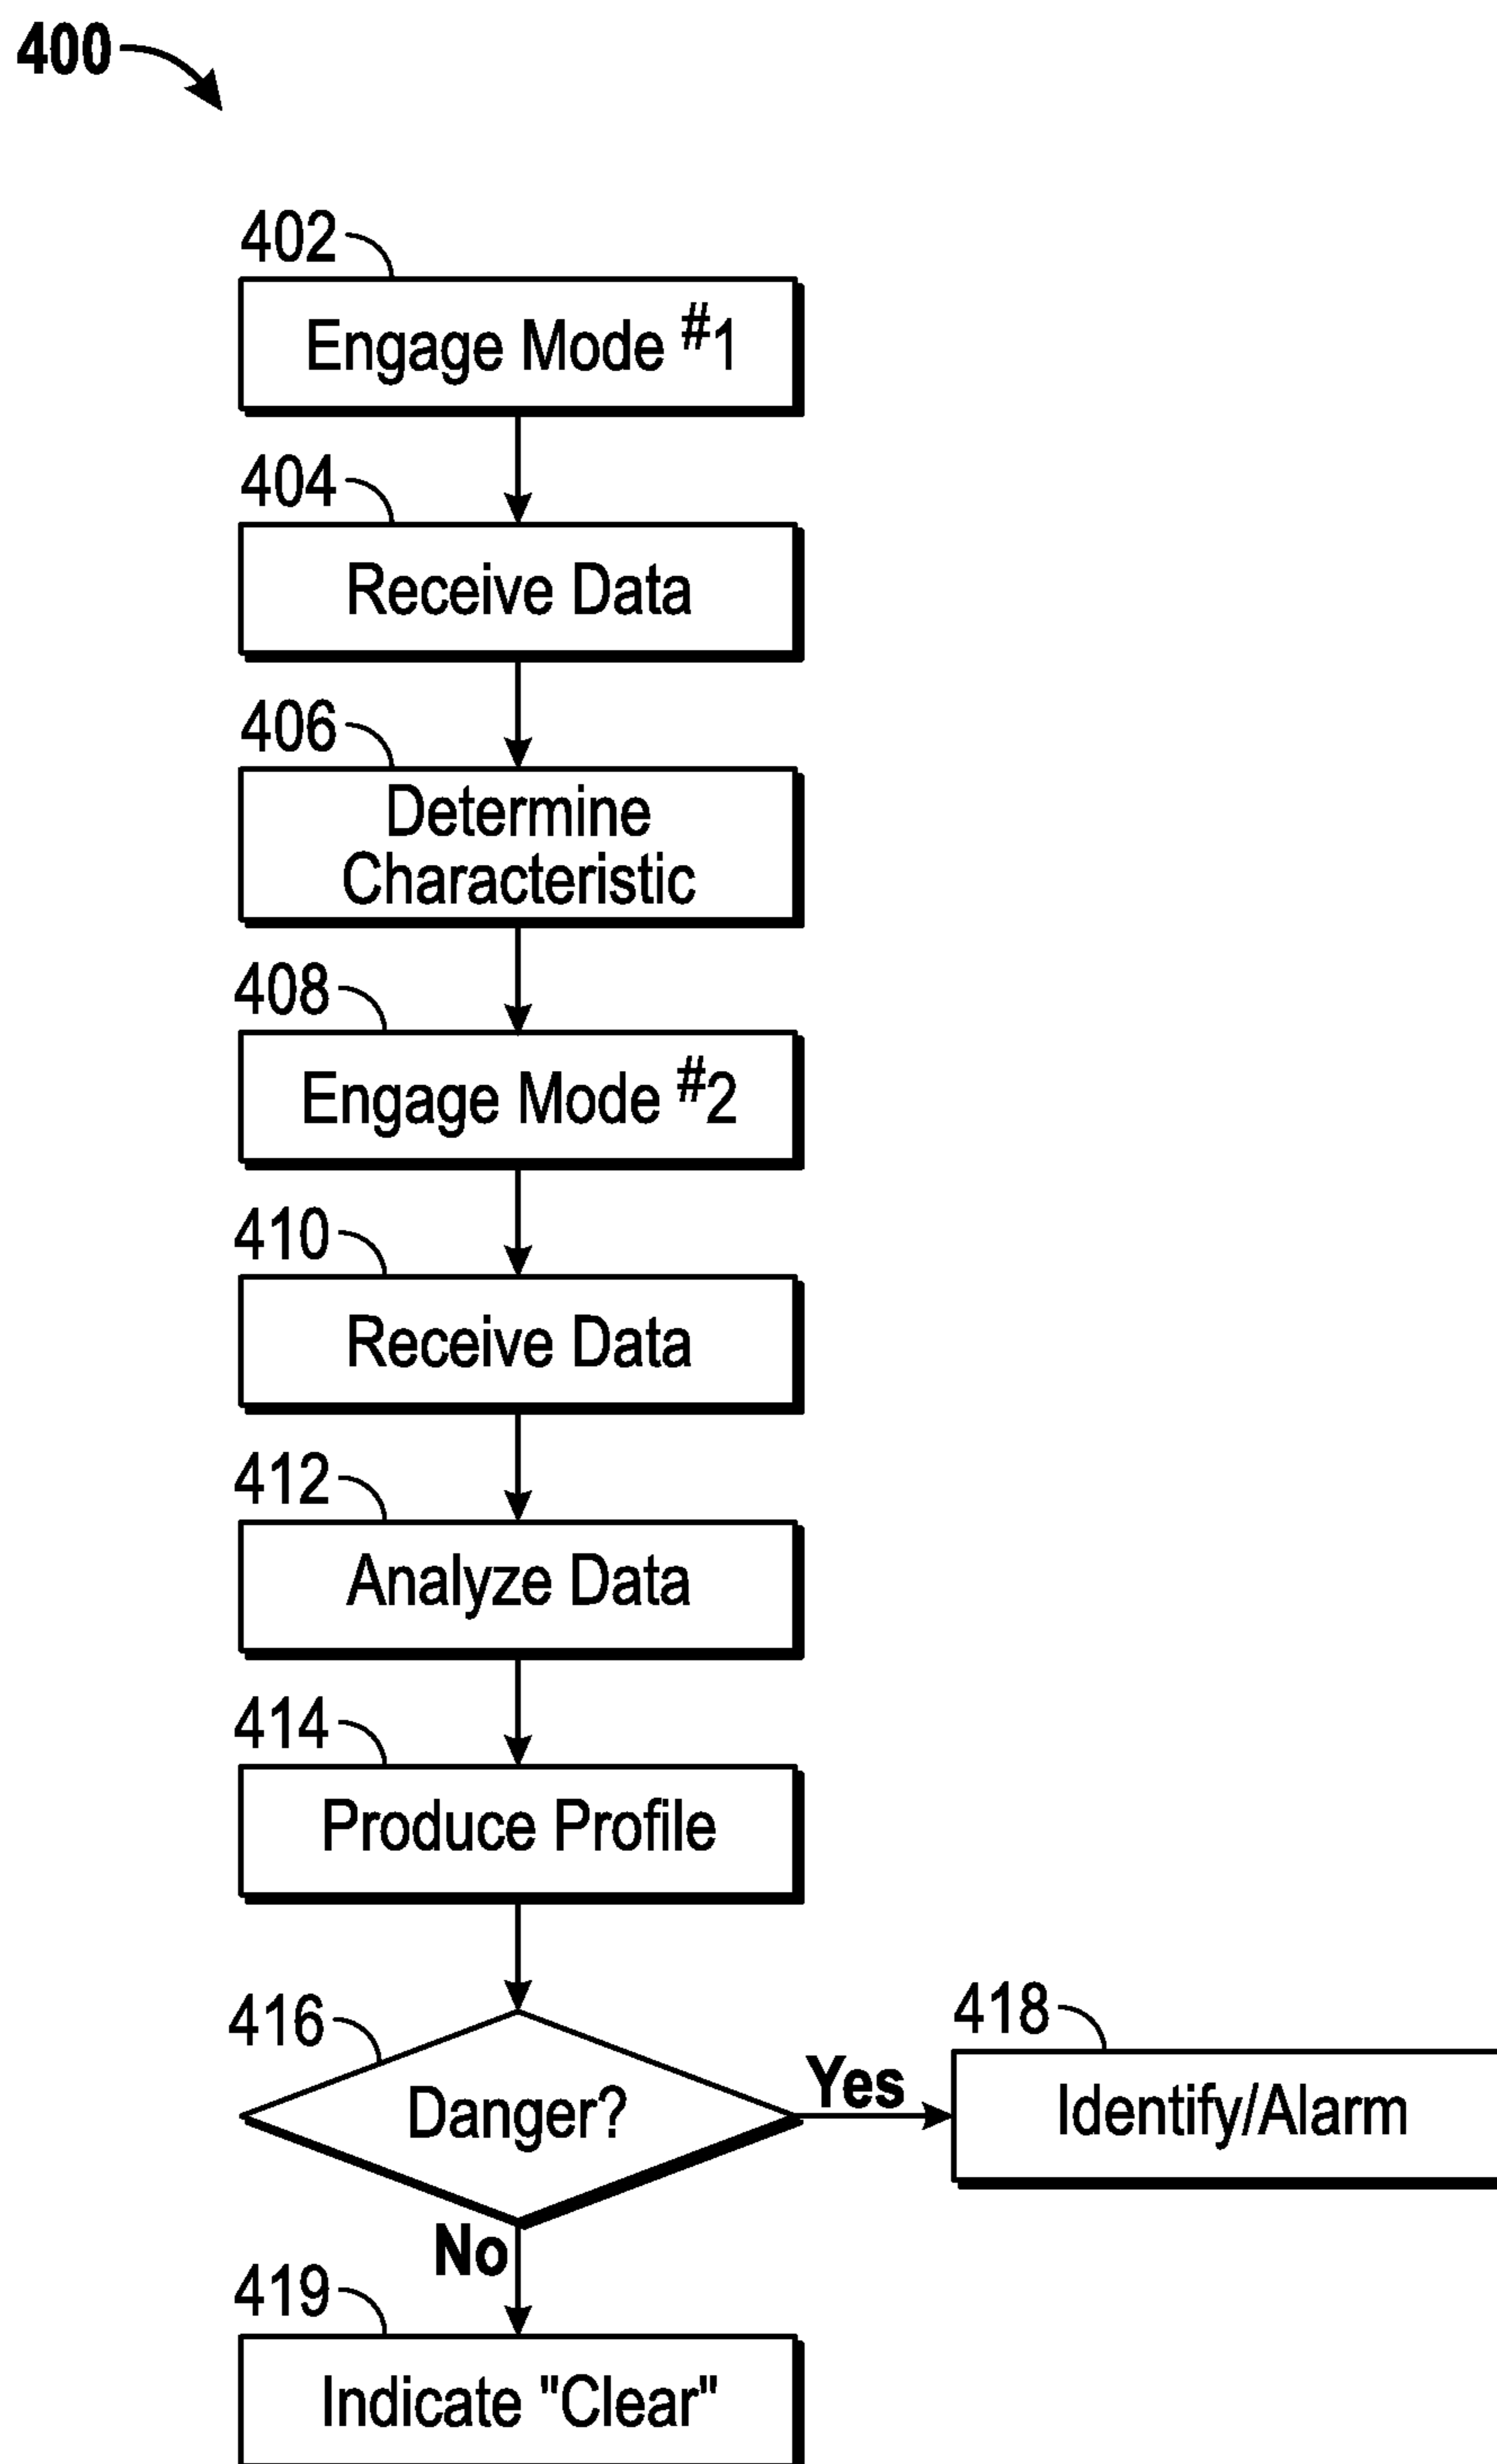 400
402
Engage Mode #1
404
Receive Data
406
Determine
Characteristic
408
Engage Mode #2
410
Receive Data
412
Analyze Data
414
Produce Profile
416
Danger?
Yes
418
Identify/Alarm
No
419
Indicate "Clear"